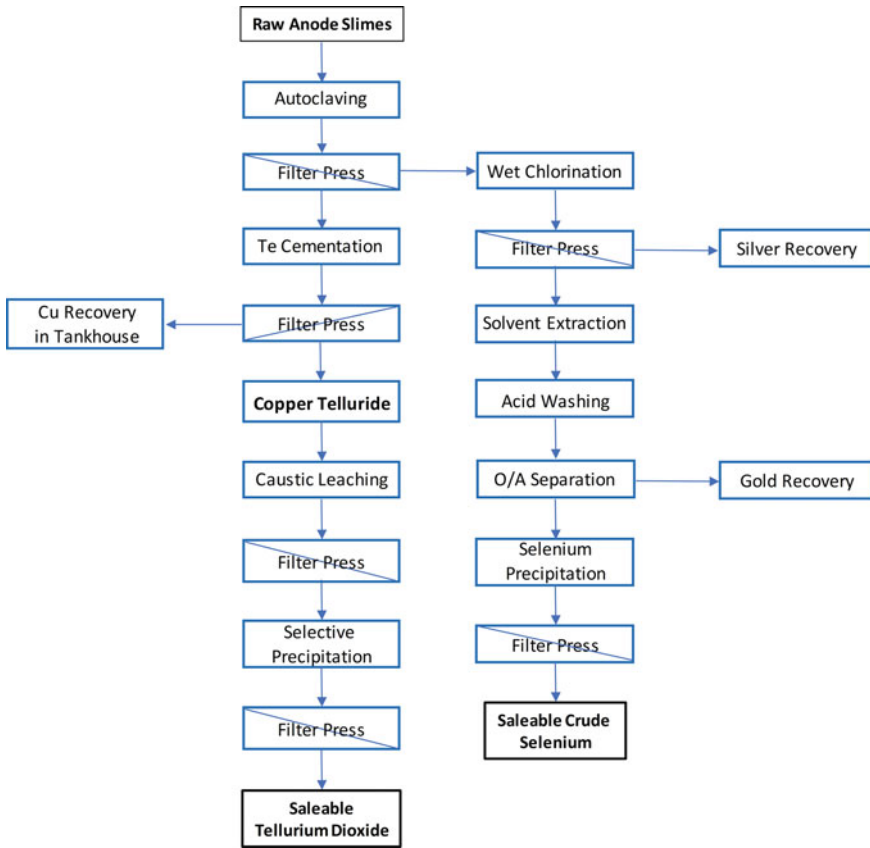 Raw Anode Slimes
Autoclaving
Filter Press
Wet Chlorination
Te Cementation
Filter Press
Silver Recovery
Cu Recovery
in Tankhouse
Filter Press
Solvent Extraction
Copper Telluride
Acid Washing
Caustic Leaching
O/A Separation
Gold Recovery
Filter Press
Selenium
Precipitation
Selective
Precipitation
Filter Press
Filter Press
Saleable Crude
Selenium
Saleable
Tellurium Dioxide